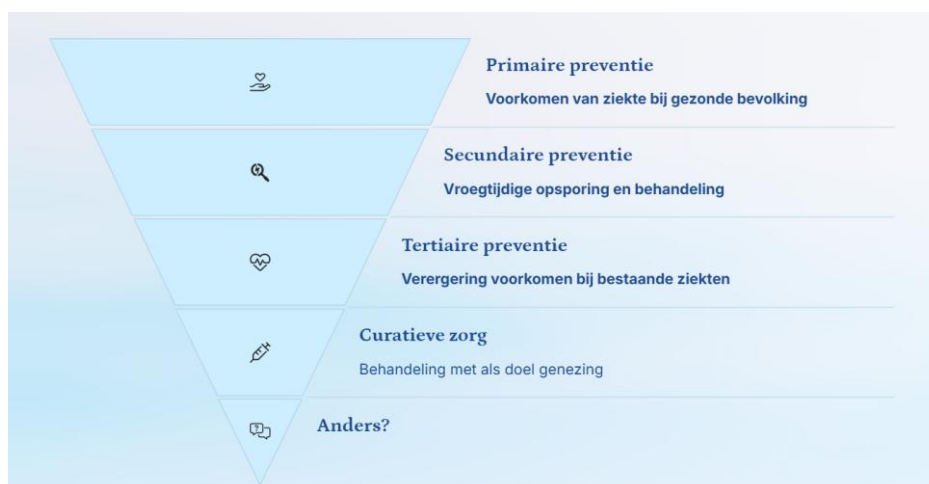 Primaire preventie
Voorkomen van ziekte bij gezonde bevolking
Secundaire preventie
Vroegtijdige opsporing en behandeling
Tertiaire preventie
Verergering voorkomen bij bestaande ziekten
Curatieve zorg
Behandeling met als doel genezing
Anders?